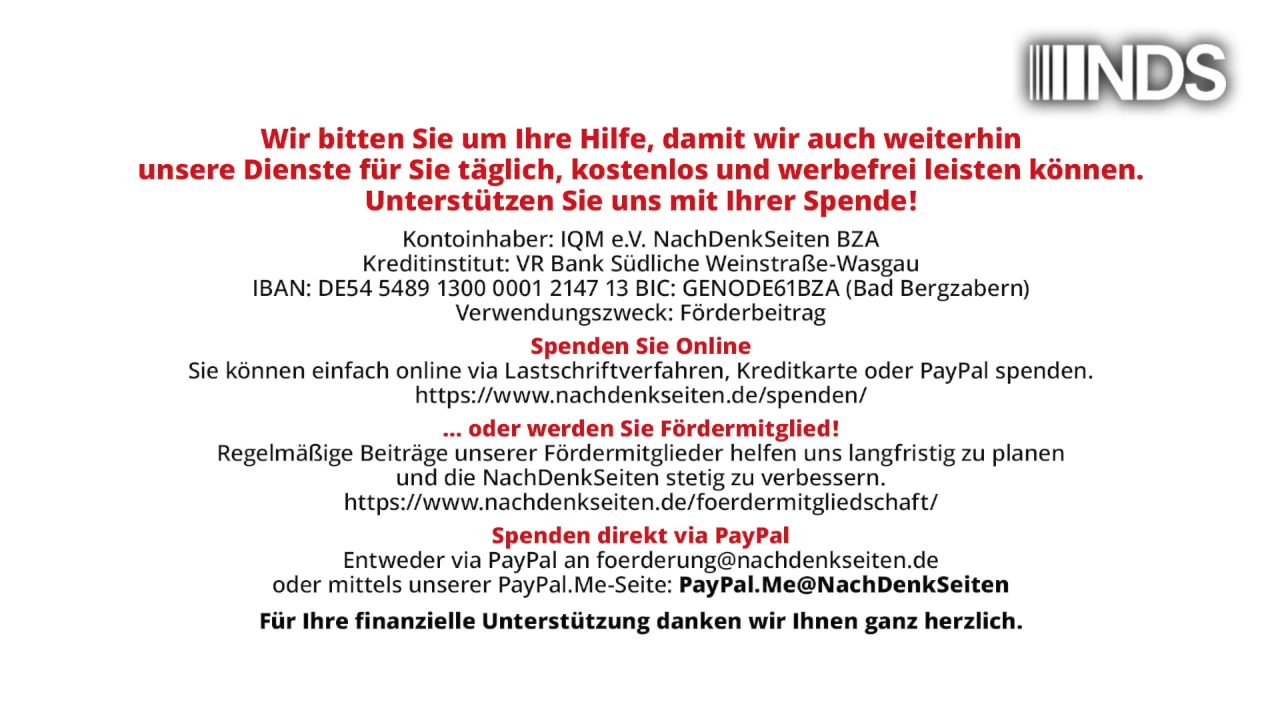 NDS
Wir bitten Sie um Ihre Hilfe, damit wir auch weiterhin
unsere Dienste für Sie täglich, kostenlos und werbefrei leisten können.
Unterstützen Sie uns mit Ihrer Spende!
Kontoinhaber: IQM e.V. NachDenkSeiten BZA
Kreditinstitut: VR Bank Südliche Weinstraße-Wasgau
IBAN: DE54 5489 1300 0001 2147 13 BIC: GENODE61BZA (Bad Bergzabern)
Verwendungszweck: Förderbeitrag
Spenden Sie Online
Sie können einfach online via Lastschriftverfahren, Kreditkarte oder PayPal spenden.
https://www.nachdenkseiten.de/spenden/
... oder werden Sie Fördermitglied!
Regelmäßige Beiträge unserer Fördermitglieder helfen uns langfristig zu planen
und die NachDenkSeiten stetig zu verbessern.
https://www.nachdenkseiten.de/foerdermitgliedschaft/
Spenden direkt via PayPal
Entweder via PayPal an foerderung@nachdenkseiten.de
oder mittels unserer PayPal.Me-Seite: PayPal.Me@NachDenkSeiten
Für Ihre finanzielle Unterstützung danken wir Ihnen ganz herzlich.